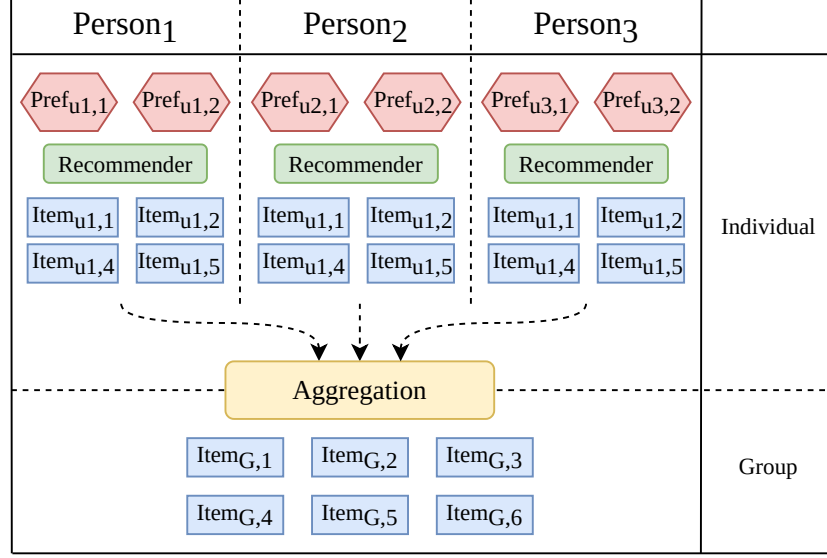 Person1 Person2 Person3
Prefu1,1 Prefu1,2 Prefu2,1 Prefu2,2 Prefu3,1 Prefu3,2
Recommender Recommender Recommender
Itemu1,1 Itemu1,2 Itemu1,1 Itemu1,2 Itemu1,1 Itemu1,2
Individual
Itemu1,4 Itemu1,5 Itemu1,4 Itemu1,5 Itemu1,4 Itemu1,5
Aggregation
ItemG,1 ItemG,2 ItemG,3
Group
ItemG,4 ItemG,5 ItemG,6